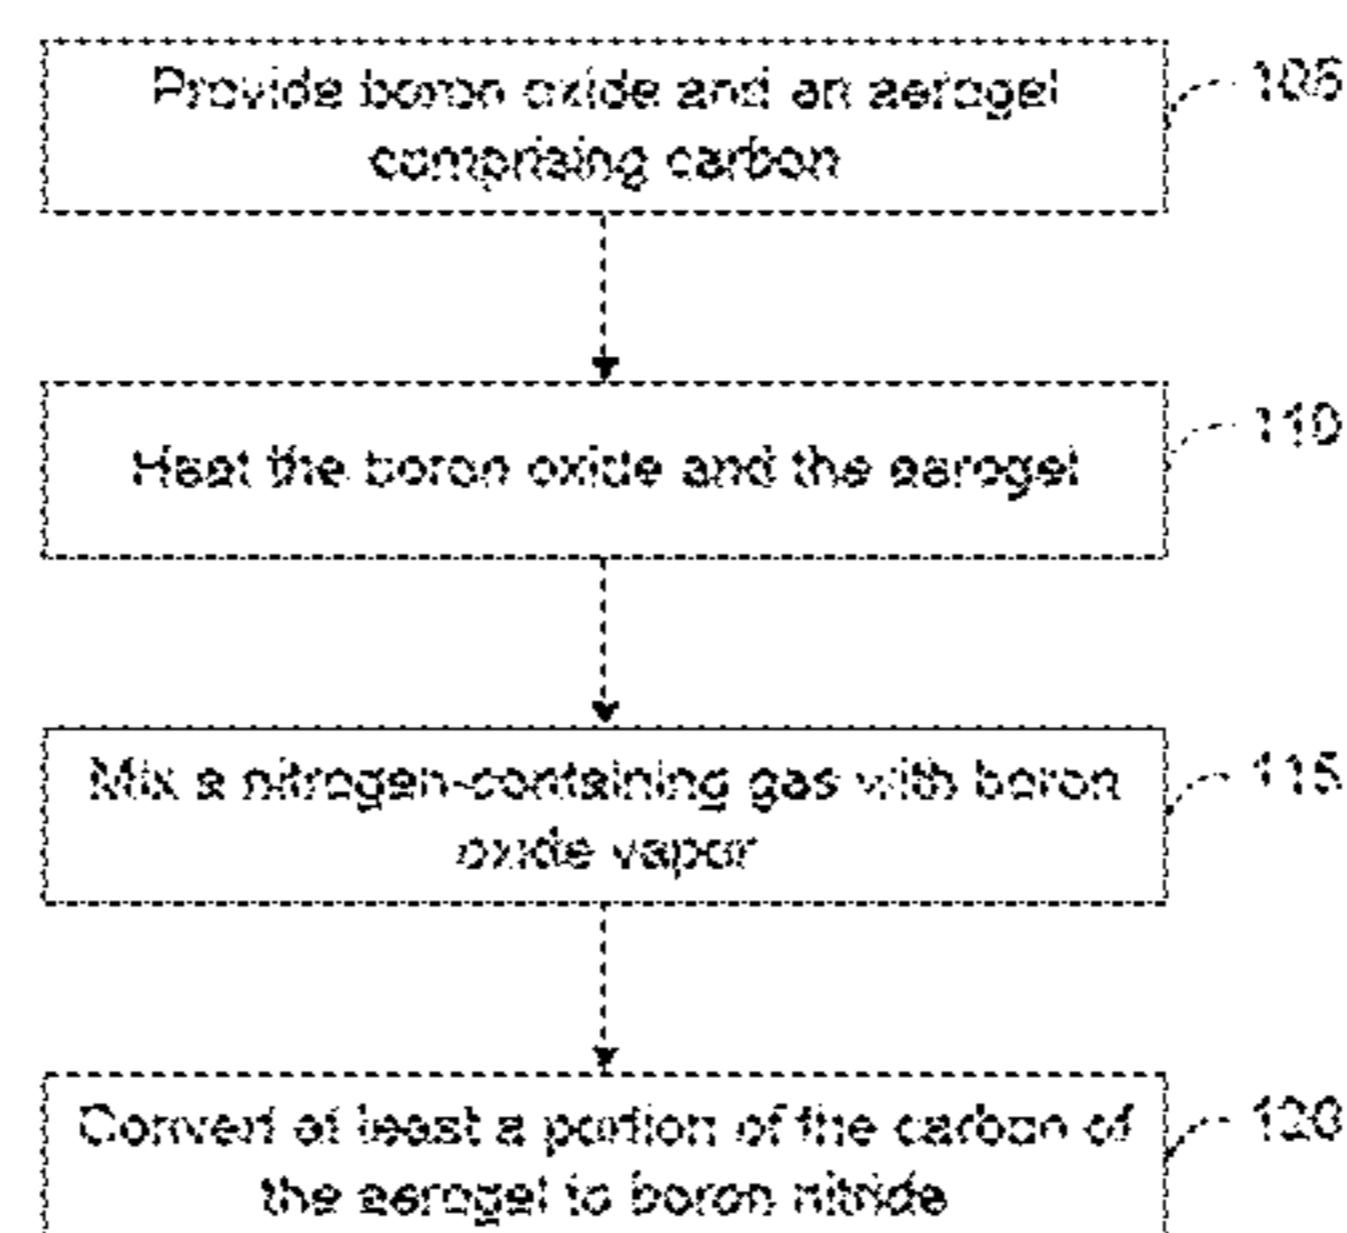 Provide boron oxide and an aerogel
comprising carbon
105
Heat the boron oxide and the aerogel
110
Mix a nitrogen-containing gas with boron
oxide vapor
115
Convert at least a portion of the carbon of
the aerogel to boron nitride
120